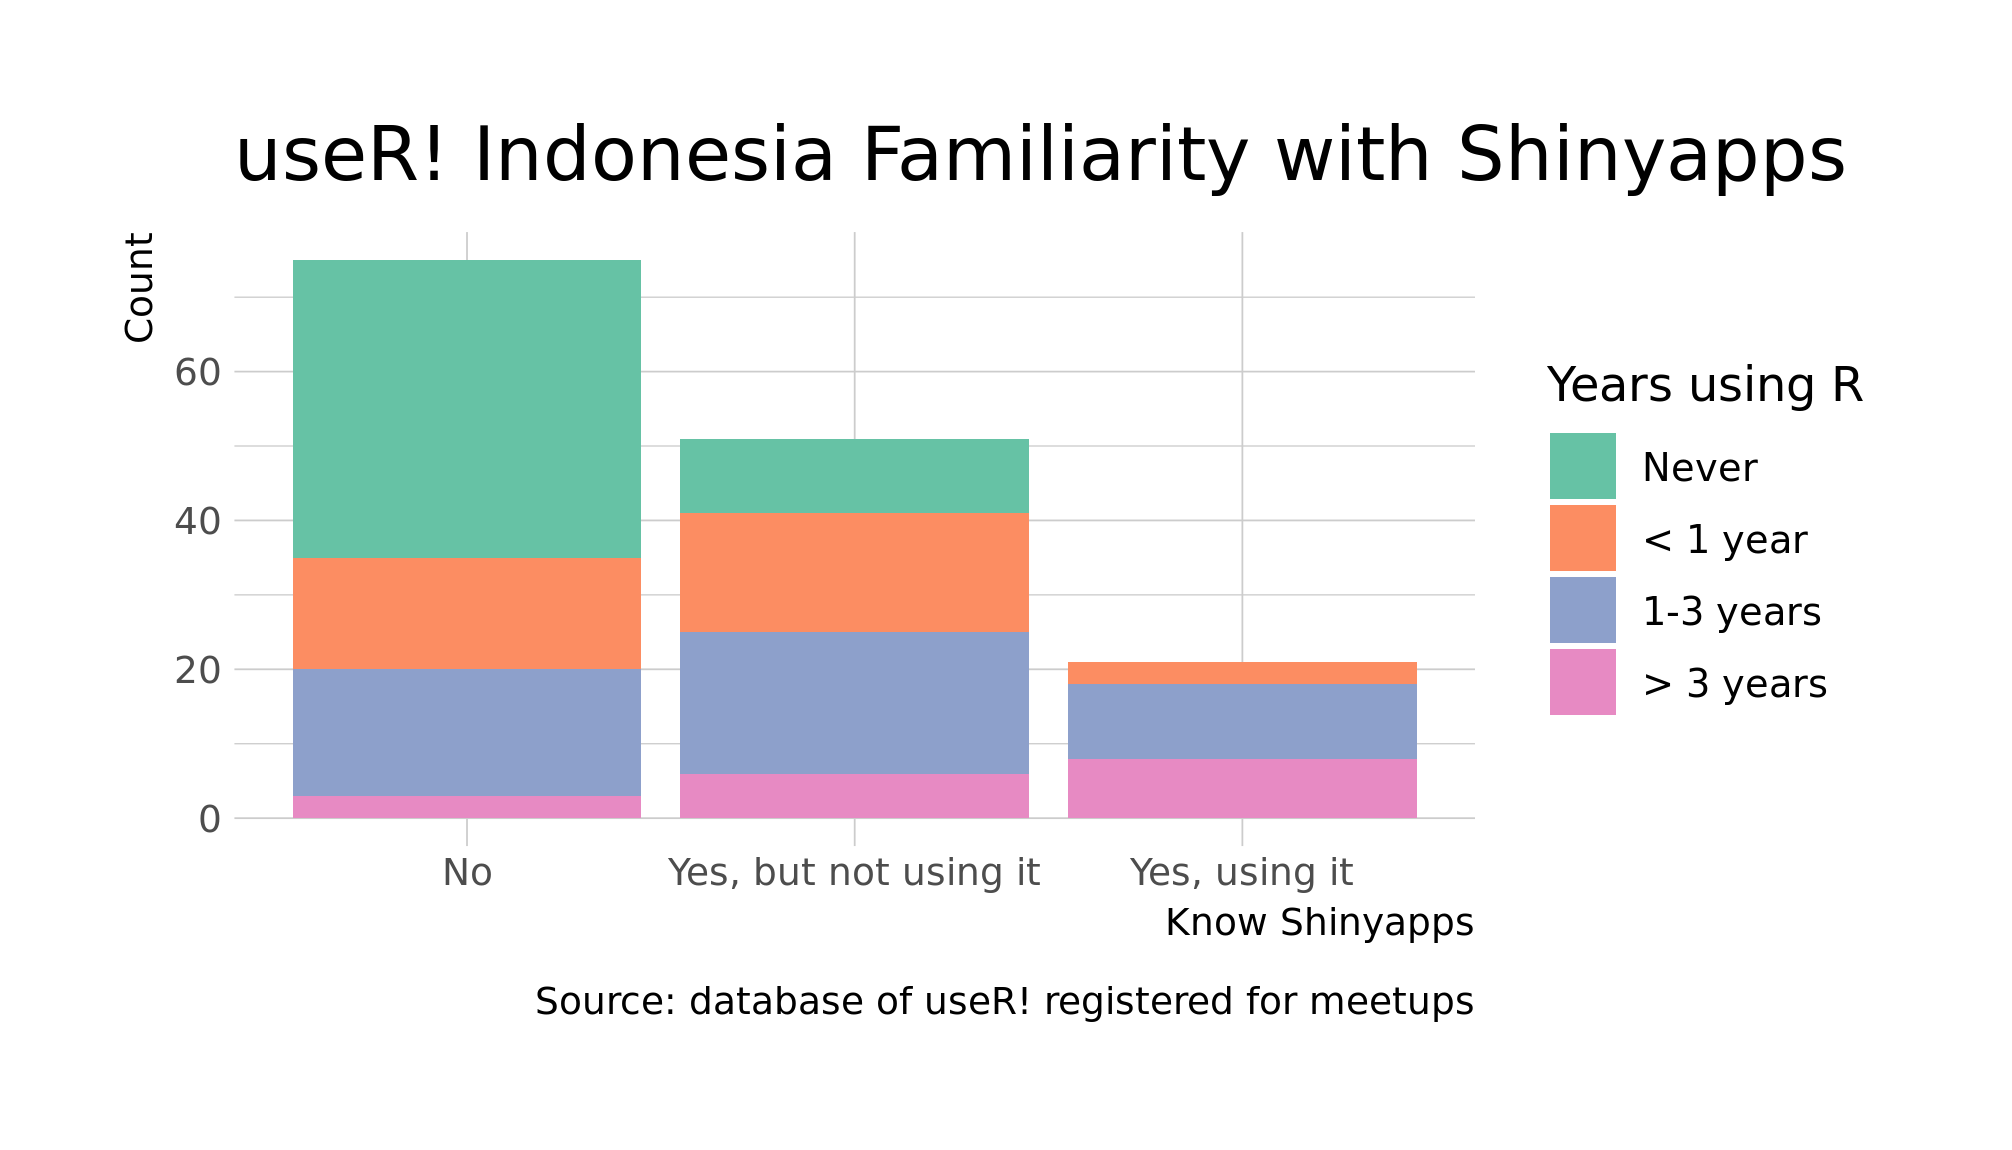 useR! Indonesia Familiarity with Shinyapps
Count
60
40
20
0
No
Yes, but not using it
Yes, using it
Know Shinyapps
Years using R
Never
< 1 year
1-3 years
> 3 years
Source: database of useR! registered for meetups